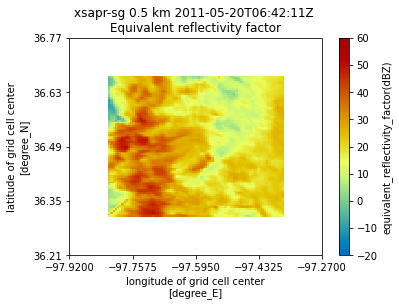 xsapr-sg 0.5 km 2011-05-20T06:42:11Z
Equivalent reflectivity factor
36.77
36.63
36.49
36.35
36.21
latitude of grid cell center
[degree_N]
−97.9200
−97.7575
−97.5950
−97.4325
−97.2700
longitude of grid cell center
[degree_E]
60
50
40
30
20
10
0
−10
−20
equivalent_reflectivity_factor(dBZ)